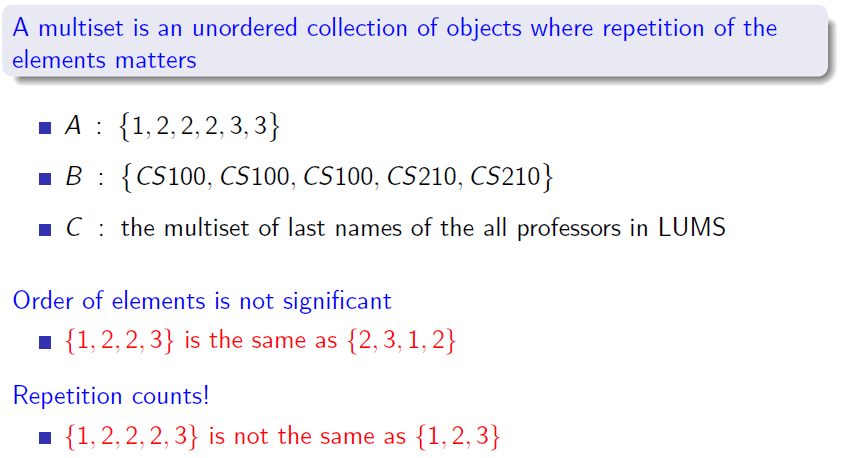 A multiset is an unordered collection of objects where repetition of the
elements matters
A : {1, 2, 2, 2, 3, 3}
B : {CS100, CS100, CS100, CS210, CS210}
C : the multiset of last names of the all professors in LUMS
Order of elements is not significant
{1, 2, 2, 3} is the same as {2, 3, 1, 2}
Repetition counts!
{1, 2, 2, 2, 3} is not the same as {1, 2, 3}